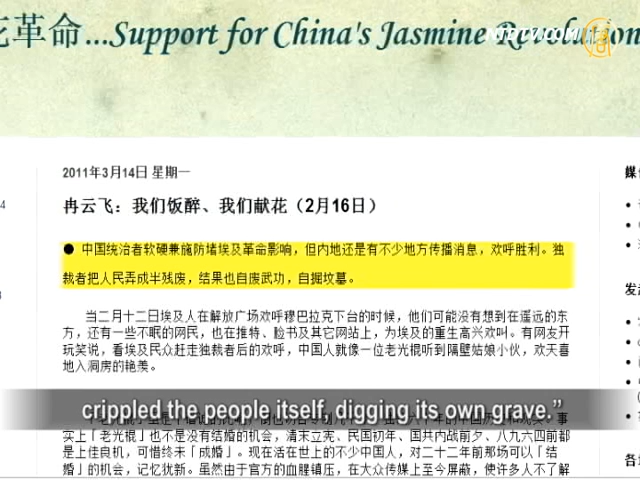 花革命...Support for China's Jasmine Revolution
NTDTV.COM
2011年3月14日 星期一
冉云飞：我们饭醉、我们献花（2月16日）
● 中国统治者软硬兼施防堵埃及革命影响，但内地还是有不少地方传播消息，欢呼胜利。独
裁者把人民弄成半残废，结果也自废武功，自掘坟墓。
当二月十二日埃及人在解放广场欢呼穆巴拉克下台的时候，他们可能没有想到在遥远的东
方，还有一些不眠的网民，也在推特、脸书及其它网站上，为埃及的重生高兴欢叫。有网友开
玩笑说，看埃及民众赶走独裁者后的欢呼，中国人就像一位老光棍听到隔壁姑娘小伙，欢天喜
地入洞房的艳羡。
crippled the people itself, digging its own grave.”
实上「老光棍」也不是没有结婚的机会，清末立宪、民国初年、国共内战前夕、八九六四前都
是上佳良机，可惜终未「成婚」。现在活在世上的不少中国人，对二十二年前那场可以「结
婚」的机会，记忆犹新。虽然由于官方的血腥镇压，在大众传媒上至今屏蔽，使许多人不了解